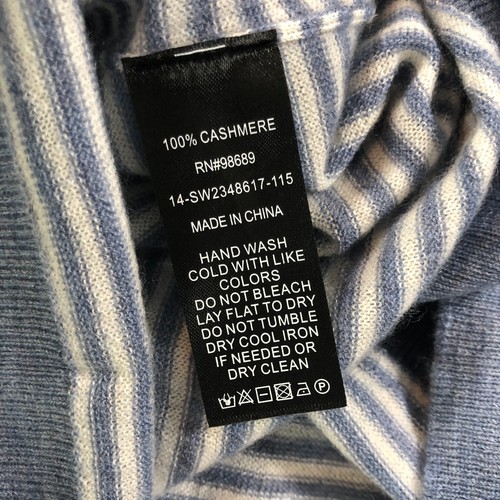 100% CASHMERE
RN#98689
14-SW2348617-115
MADE IN CHINA
HAND WASH
COLD WITH LIKE
COLORS
DO NOT BLEACH
LAY FLAT TO DRY
DO NOT TUMBLE
DRY COOL IRON
IF NEEDED OR
DRY CLEAN
P